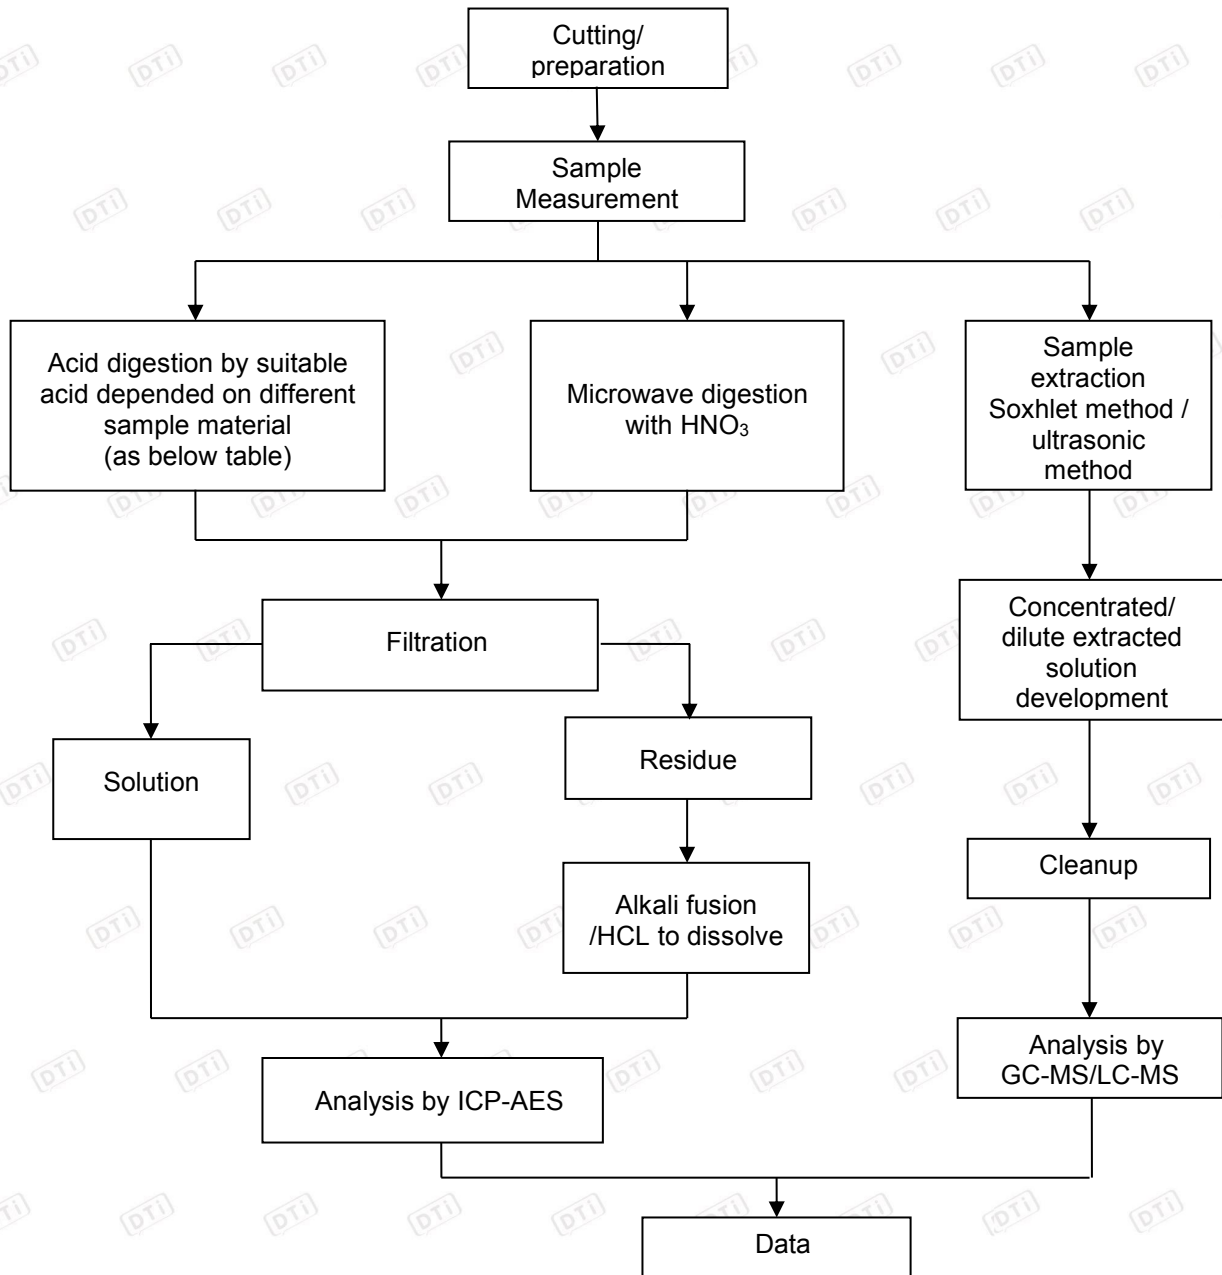 Cutting/
preparation
Sample
Measurement
Acid digestion by suitable
acid depended on different
sample material
(as below table)
Microwave digestion
with HNO₃
Sample
extraction
Soxhlet method /
ultrasonic
method
Filtration
Concentrated/
dilute extracted
solution
development
Solution
Residue
Cleanup
Alkali fusion
/HCL to dissolve
Analysis by ICP-AES
Analysis by
GC-MS/LC-MS
Data
DTi